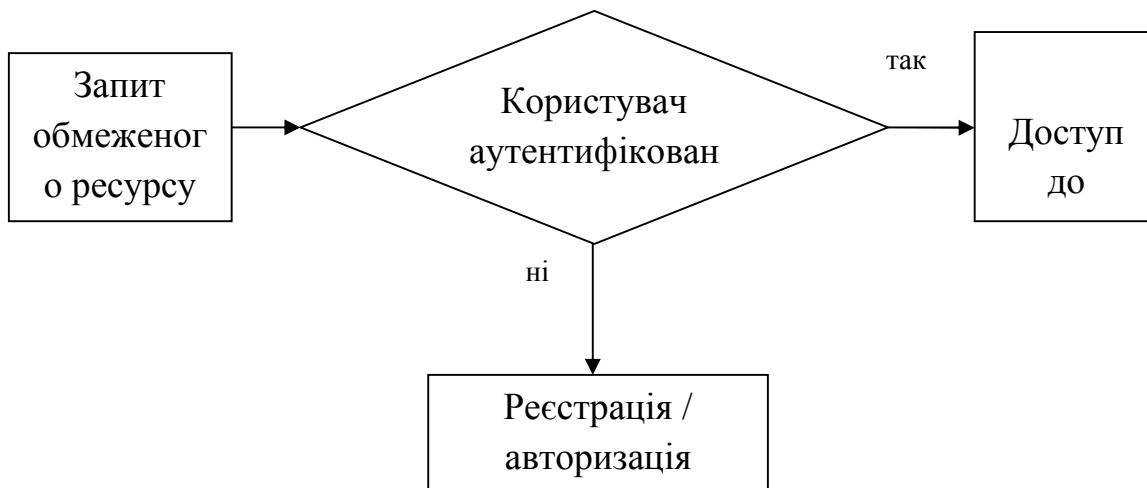 Запит
обмеженог
о ресурсу
Користувач
аутентифікован
так
Доступ
до
ні
Реєстрація /
авторизація